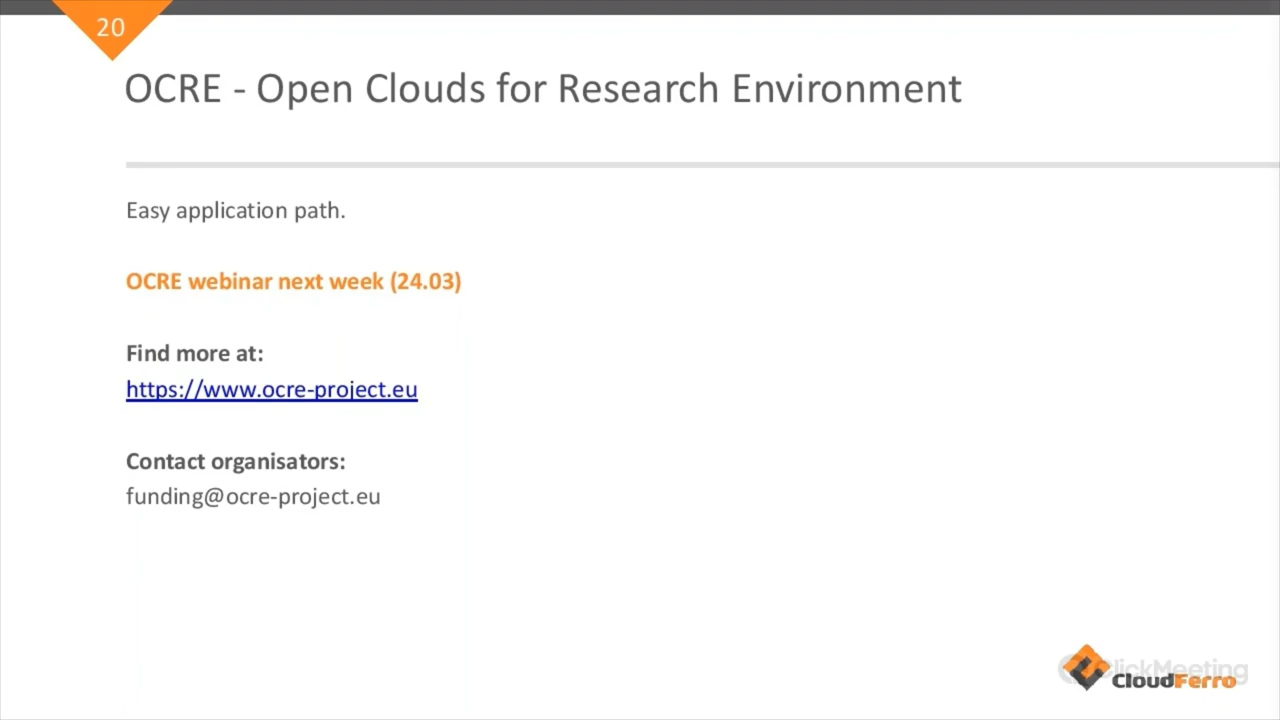 20
OCRE - Open Clouds for Research Environment
Easy application path.
OCRE webinar next week (24.03)
Find more at:
https://www.ocre-project.eu
Contact organisators:
funding@ocre-project.eu
ClickMeeting
CloudFerro